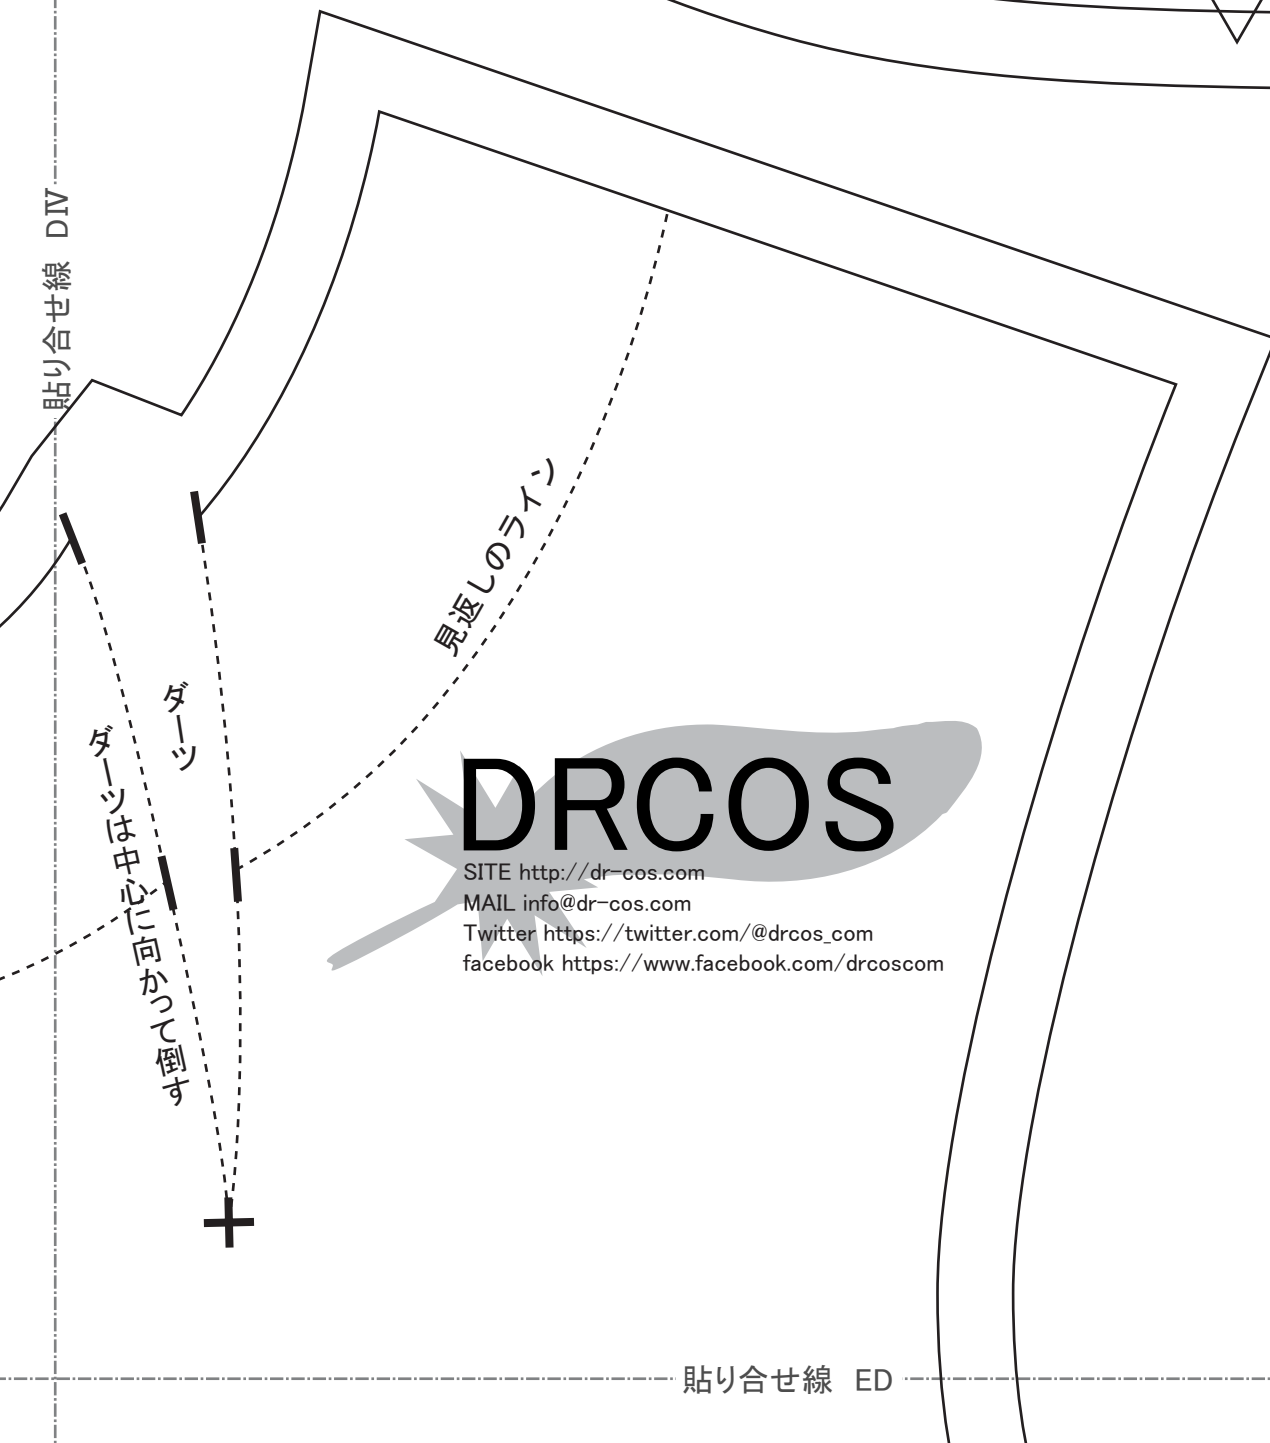 貼り合せ線 DⅣ
見返しのライン
ダーツ
ダーツは中心に向かって倒す
DRCOS
SITE http://dr-cos.com
MAIL info@dr-cos.com
Twitter https://twitter.com/@drcos_com
facebook https://www.facebook.com/drcoscom
貼り合せ線 ED